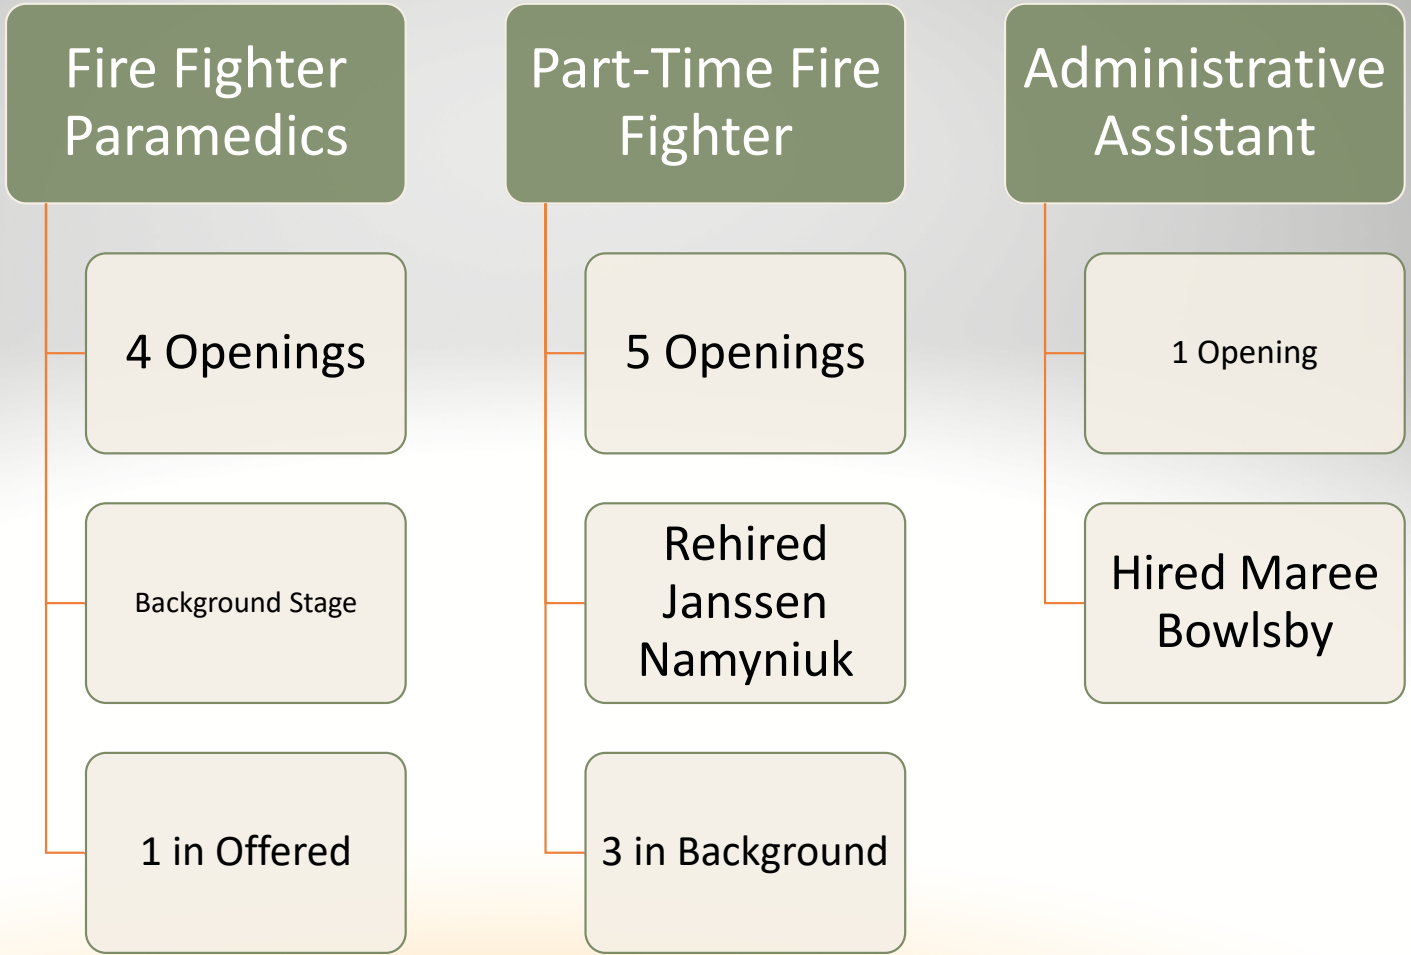 Fire Fighter
Paramedics
4 Openings
Background Stage
1 in Offered
Part-Time Fire
Fighter
5 Openings
Rehired
Janssen
Namyniuk
3 in Background
Administrative
Assistant
1 Opening
Hired Maree
Bowlsby